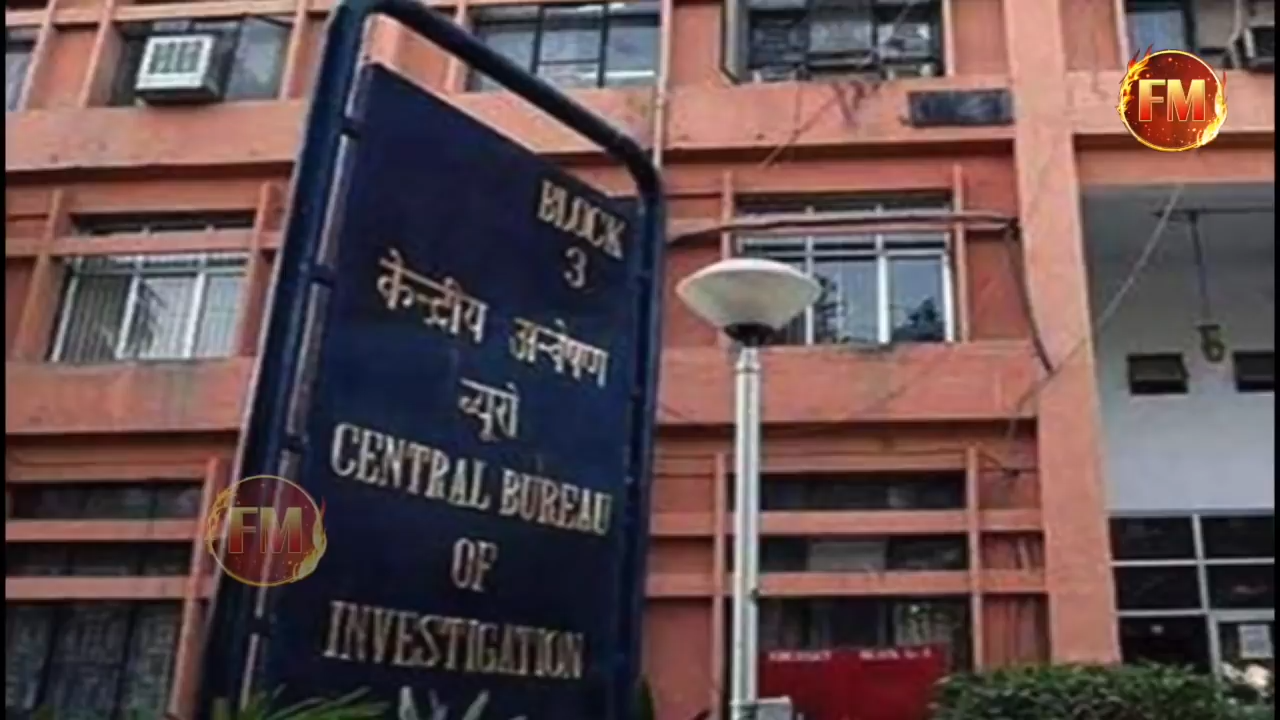 BLOCK
3
केन्द्रीय अन्वेषण
ब्यूरो
CENTRAL BUREAU
OF
INVESTIGATION
FM
FM